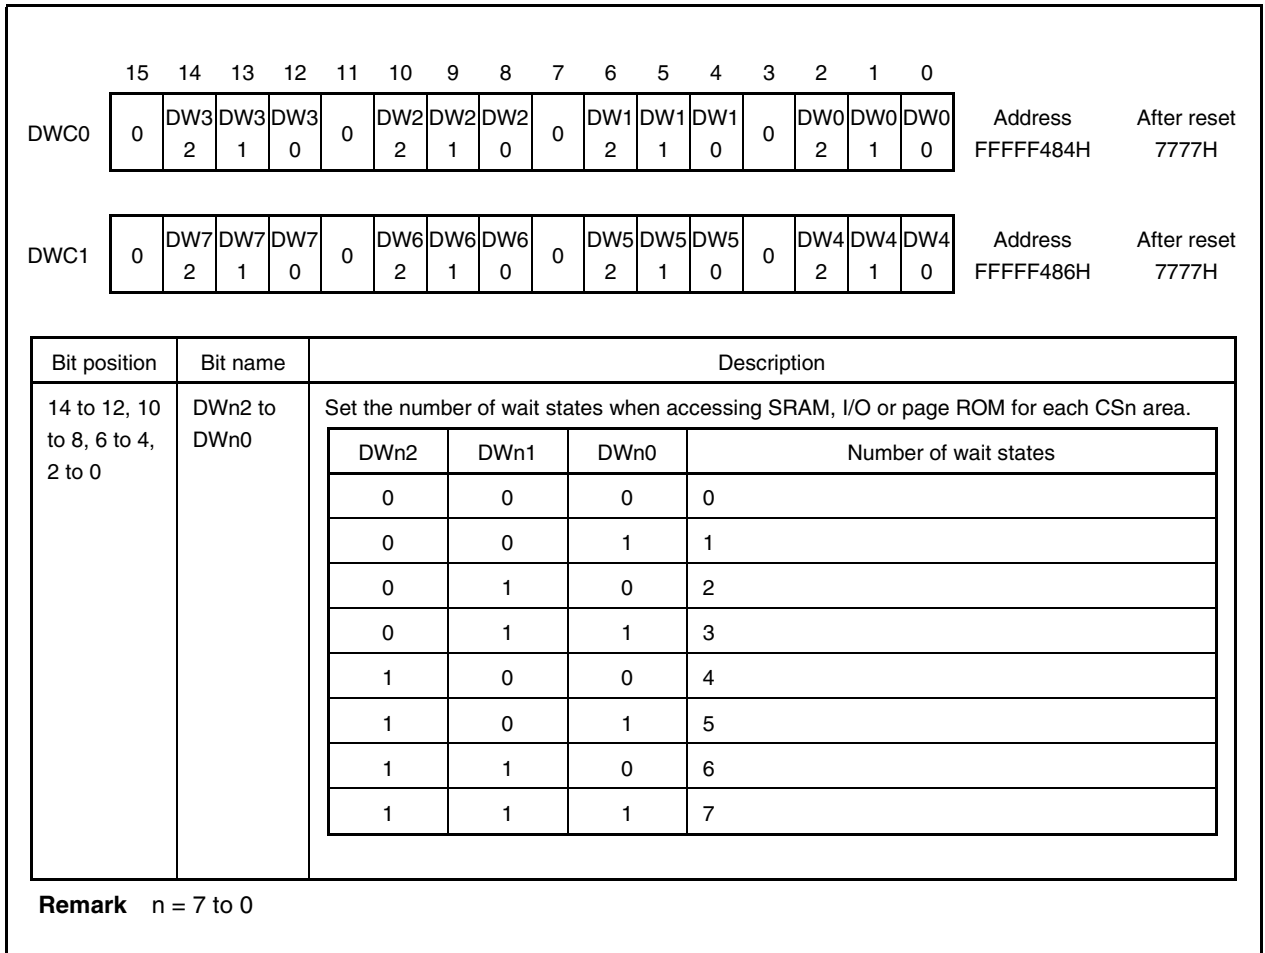 15 14 13 12 11 10 9 8 7 6 5 4 3 2 1 0
DWC0 0 DW32 DW31 DW30 0 DW22 DW21 DW20 0 DW12 DW11 DW10 0 DW02 DW01 DW00 Address FFFFF484H After reset 7777H
DWC1 0 DW72 DW71 DW70 0 DW62 DW61 DW60 0 DW52 DW51 DW50 0 DW42 DW41 DW40 Address FFFFF486H After reset 7777H
Bit position Bit name Description
14 to 12, 10
to 8, 6 to 4,
2 to 0
DWn2 to
DWn0
Set the number of wait states when accessing SRAM, I/O or page ROM for each CSn area.
DWn2 DWn1 DWn0 Number of wait states
0 0 0 0
0 0 1 1
0 1 0 2
0 1 1 3
1 0 0 4
1 0 1 5
1 1 0 6
1 1 1 7
Remark n = 7 to 0